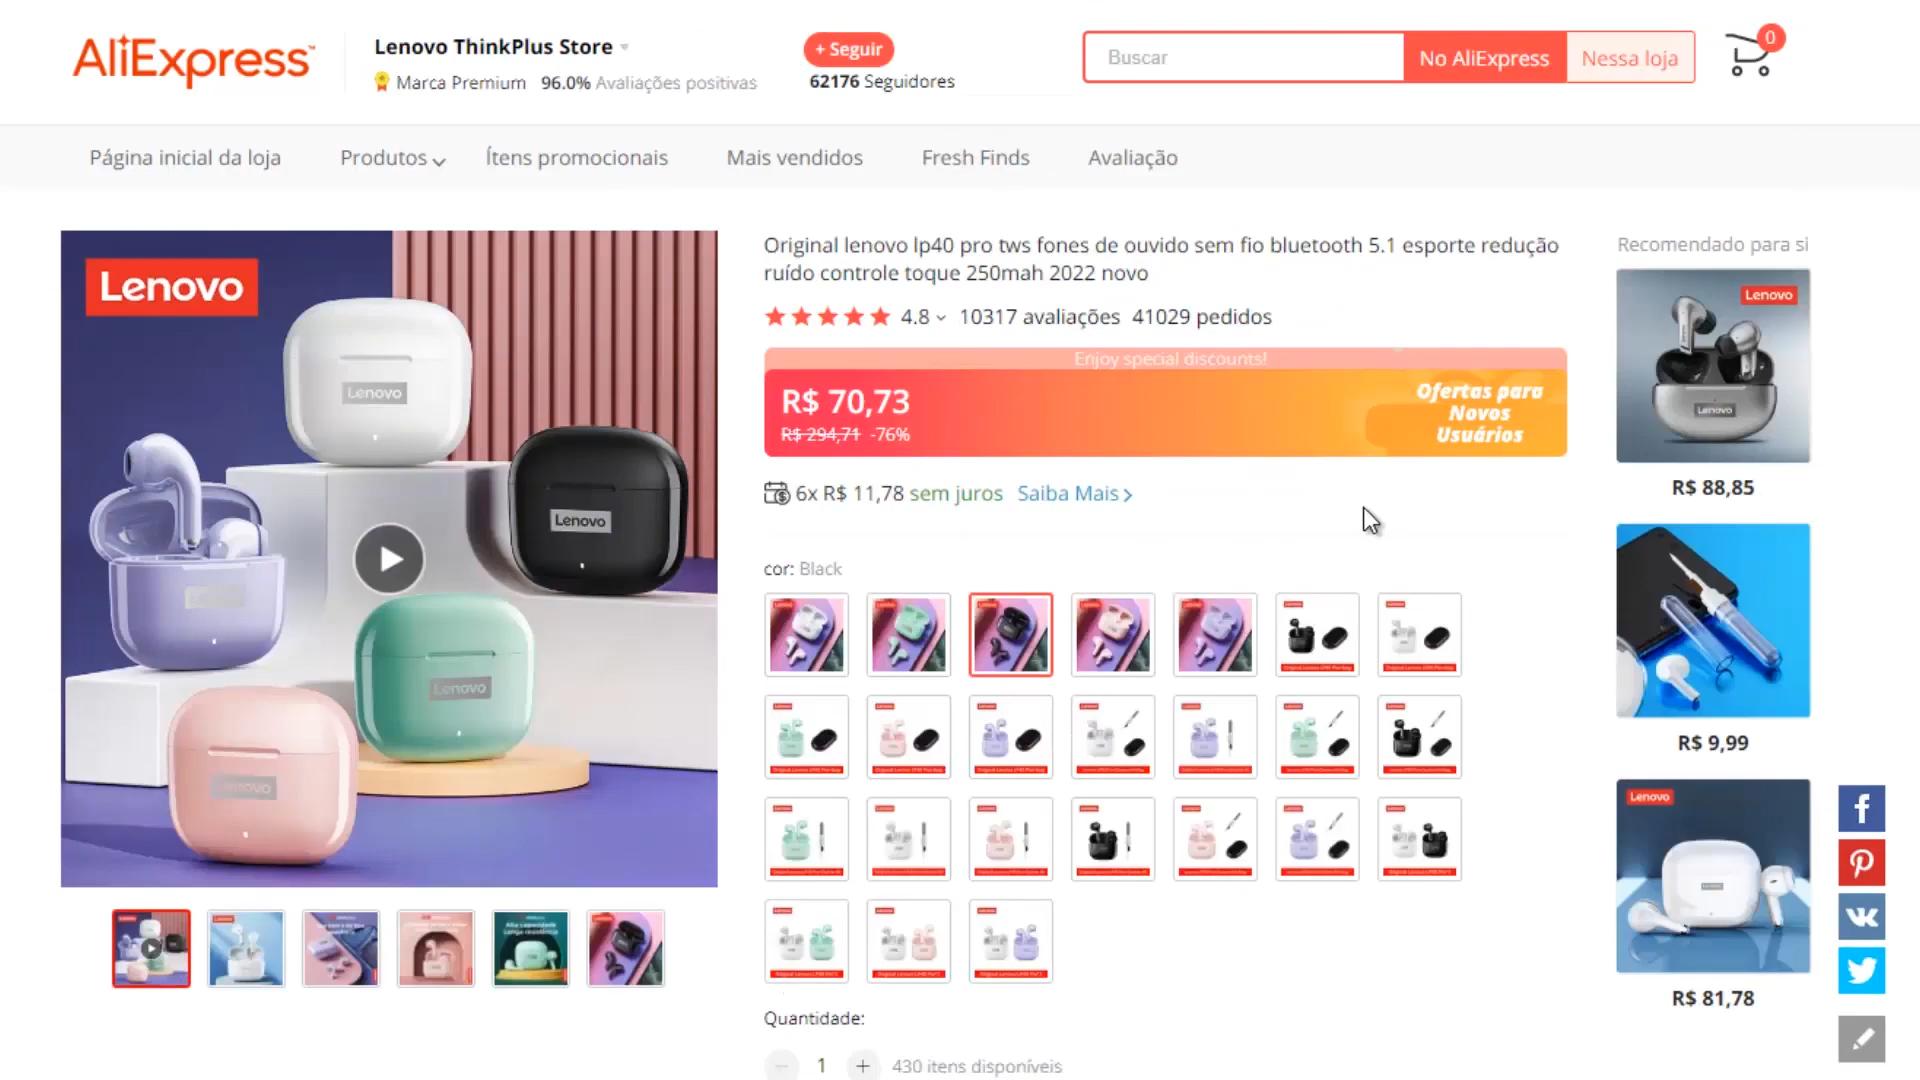 AliExpress™
Lenovo ThinkPlus Store
Marca Premium 96.0% Avaliações positivas
+ Seguir
62176 Seguidores
Buscar
No AliExpress
Nessa loja
0
Página inicial da loja
Produtos
Ítens promocionais
Mais vendidos
Fresh Finds
Avaliação
Lenovo
Lenovo
Lenovo
Lenovo
Original lenovo lp40 pro tws fones de ouvido sem fio bluetooth 5.1 esporte redução
ruído controle toque 250mah 2022 novo
4.8 10317 avaliações 41029 pedidos
Enjoy special discounts!
R$ 70,73
R$ 294,71 -76%
Ofertas para
Novos
Usuários
6x R$ 11,78 sem juros Saiba Mais >
cor: Black
Quantidade:
− 1 + 430 itens disponíveis
Recomendado para si
Lenovo
Lenovo
R$ 88,85
R$ 9,99
Lenovo
R$ 81,78